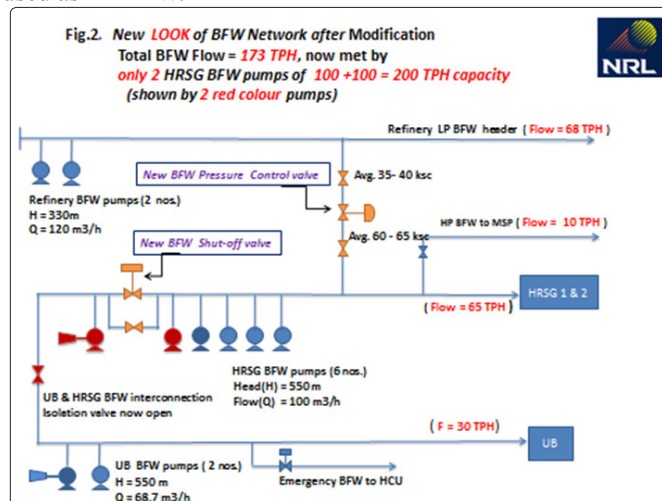 Fig.2. New LOOK of BFW Network after Modification
Total BFW Flow = 173 TPH, now met by
only 2 HRSG BFW pumps of 100 +100 = 200 TPH capacity
(shown by 2 red colour pumps)
NRL
Refinery LP BFW header ( Flow = 68 TPH)
New BFW Pressure Control valve
Avg. 35- 40 ksc
Refinery BFW pumps (2 nos.)
H = 330m
Q = 120 m3/h
HP BFW to MSP ( Flow = 10 TPH)
Avg. 60 - 65 ksc
New BFW Shut-off valve
HRSG 1 & 2
( Flow = 65 TPH )
HRSG BFW pumps (6 nos.)
Head(H) = 550 m
Flow(Q) = 100 m3/h
UB & HRSG BFW interconnection
Isolation valve now open
( F = 30 TPH)
UB
UB BFW pumps ( 2 nos.)
H = 550 m
Q = 68.7 m3/h
Emergency BFW to HCU